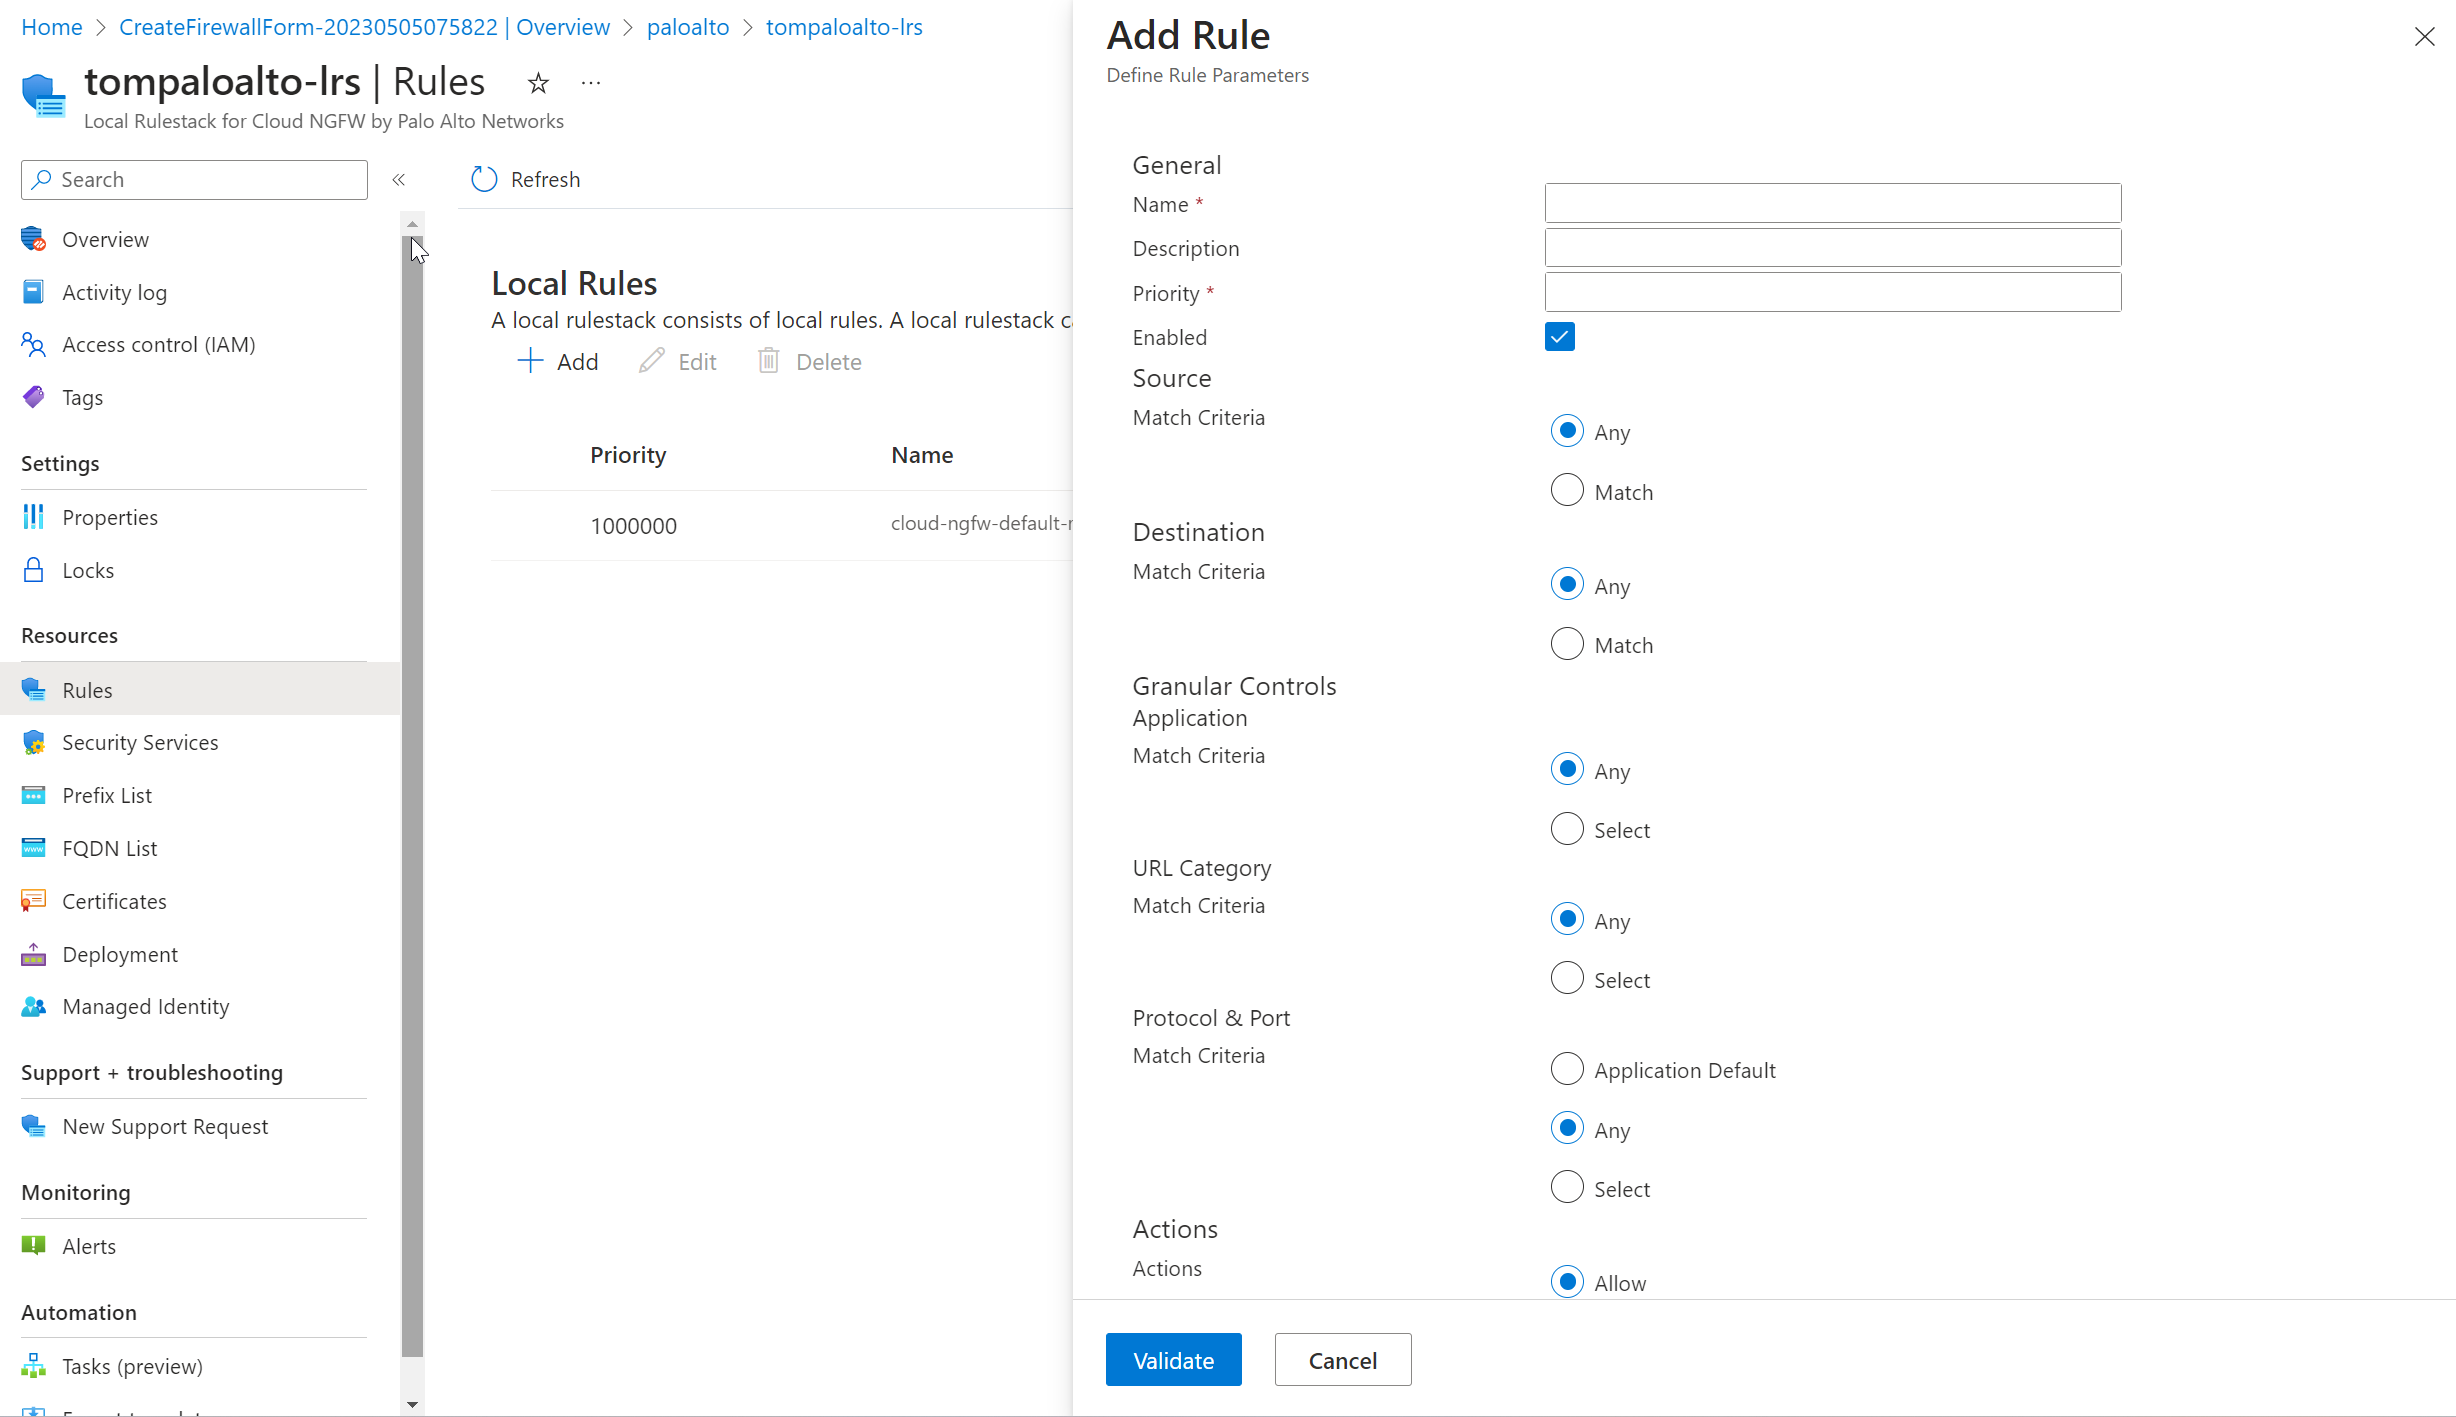 Home > CreateFirewallForm-20230505075822 | Overview > paloalto > tompaloalto-lrs
tompaloalto-lrs | Rules
Local Rulestack for Cloud NGFW by Palo Alto Networks
Search
Overview
Activity log
Access control (IAM)
Tags
Settings
Properties
Locks
Resources
Rules
Security Services
Prefix List
FQDN List
Certificates
Deployment
Managed Identity
Support + troubleshooting
New Support Request
Monitoring
Alerts
Automation
Tasks (preview)
Refresh
Local Rules
A local rulestack consists of local rules. A local rulestack
Add Edit Delete
Priority Name
1000000 cloud-ngfw-default-
Add Rule
Define Rule Parameters
General
Name *
Description
Priority *
Enabled
Source
Match Criteria
Any
Match
Destination
Match Criteria
Any
Match
Granular Controls
Application
Match Criteria
Any
Select
URL Category
Match Criteria
Any
Select
Protocol & Port
Match Criteria
Application Default
Any
Select
Actions
Actions
Allow
Validate Cancel